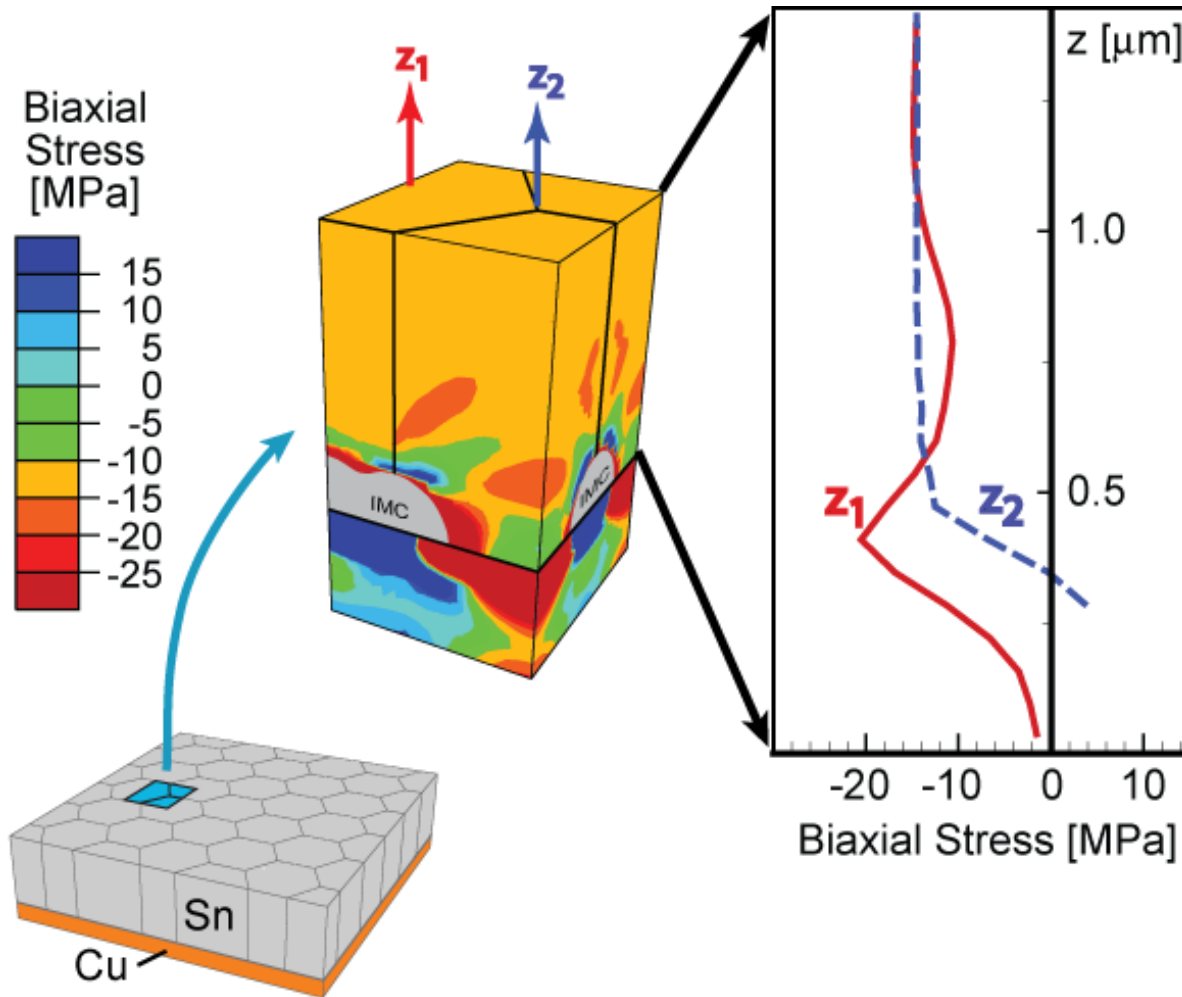 Biaxial
Stress
[MPa]
15
10
5
0
-5
-10
-15
-20
-25
z1
z2
IMC
IMC
Sn
Cu
z [μm]
1.0
0.5
z1
z2
-20 -10 0 10
Biaxial Stress [MPa]